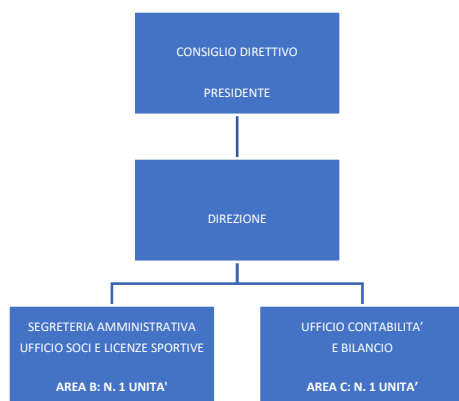 CONSIGLIO DIRETTIVO
PRESIDENTE
DIREZIONE
SEGRETERIA AMMINISTRATIVA
UFFICIO SOCI E LICENZE SPORTIVE
AREA B: N. 1 UNITA'
UFFICIO CONTABILITA’
E BILANCIO
AREA C: N. 1 UNITA’